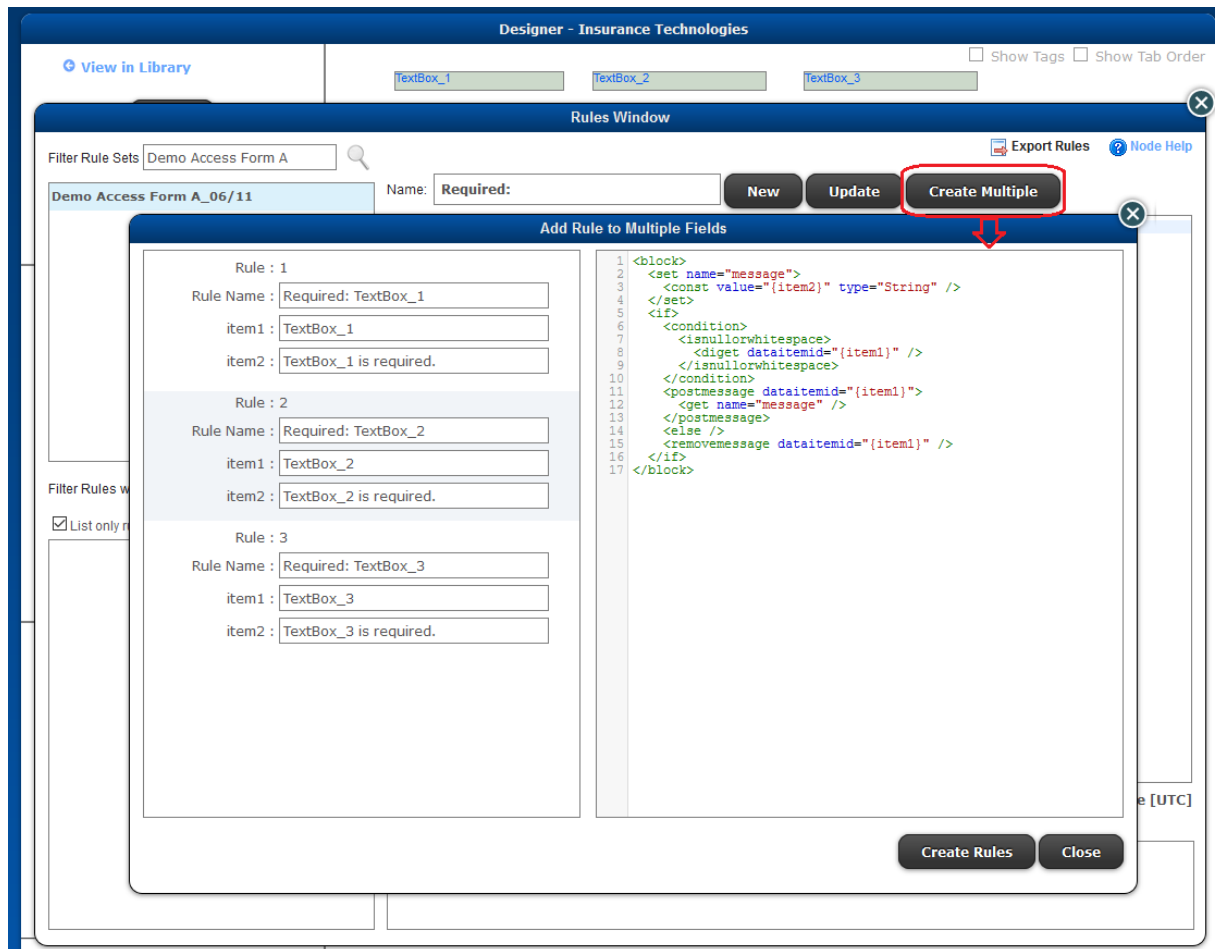 Designer - Insurance Technologies
View in Library
Show Tags Show Tab Order
TextBox_1 TextBox_2 TextBox_3
Rules Window
Filter Rule Sets Demo Access Form A
Export Rules Node Help
Demo Access Form A_06/11
Name: Required: New Update Create Multiple
Add Rule to Multiple Fields
Rule : 1
Rule Name : Required: TextBox_1
item1 : TextBox_1
item2 : TextBox_1 is required.
Rule : 2
Rule Name : Required: TextBox_2
item1 : TextBox_2
item2 : TextBox_2 is required.
Rule : 3
Rule Name : Required: TextBox_3
item1 : TextBox_3
item2 : TextBox_3 is required.
1 <block>
2 <set name="message">
3 <const value="{item2}" type="String" />
4 </set>
5 <if>
6 <condition>
7 <isnullorwhitespace>
8 <diget dataitemid="{item1}" />
9 </isnullorwhitespace>
10 </condition>
11 <postmessage dataitemid="{item1}">
12 <get name="message" />
13 </postmessage>
14 <else />
15 <removemessage dataitemid="{item1}" />
16 </if>
17 </block>
Filter Rules w
List only r
e [UTC]
Create Rules Close